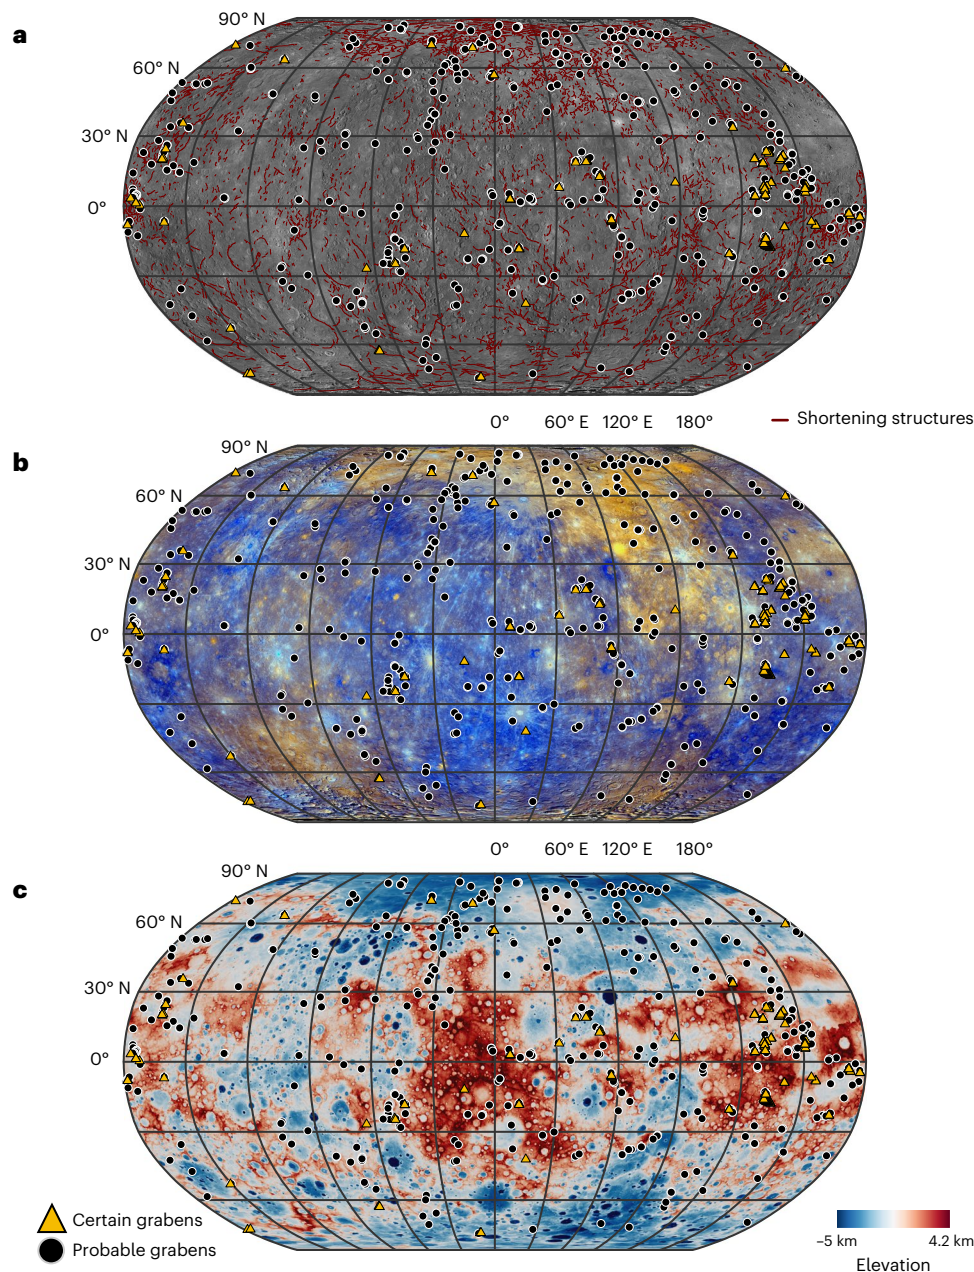 a
90° N
60° N
30° N
0°
0° 60° E 120° E 180°
Shortening structures
b
90° N
60° N
30° N
0°
0° 60° E 120° E 180°
c
90° N
60° N
30° N
0°
Certain grabens
Probable grabens
−5 km 4.2 km
Elevation